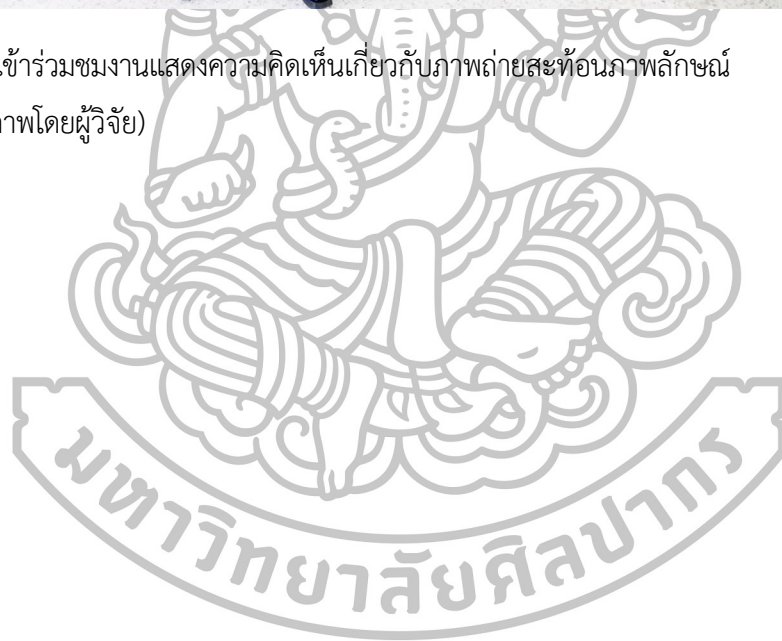 เข้าร่วมชมงานแสดงความคิดเห็นเกี่ยวกับภาพถ่ายสะท้อนภาพลักษณ์
าพโดยผู้วิจัย)
มหาวิทยาลัยศิลปากร